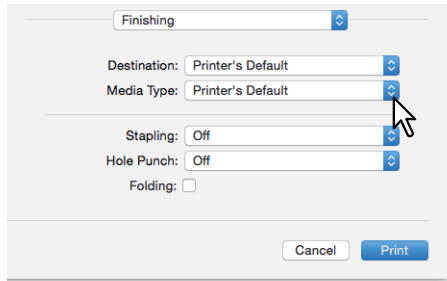 Finishing
Destination: Printer's Default
Media Type: Printer's Default
Stapling: Off
Hole Punch: Off
Folding:
Cancel Print